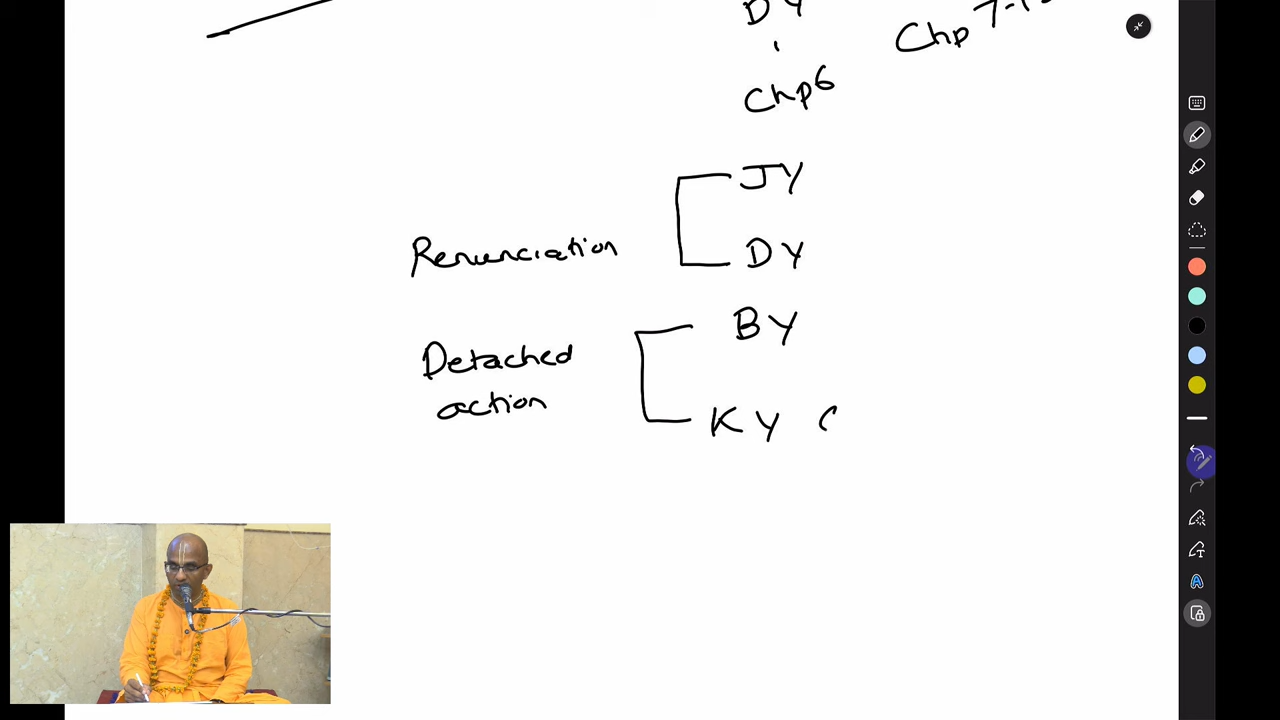 DY
Chp 7-1
Chp6
JY
Renunciation
DY
BY
Detached
action
KY (